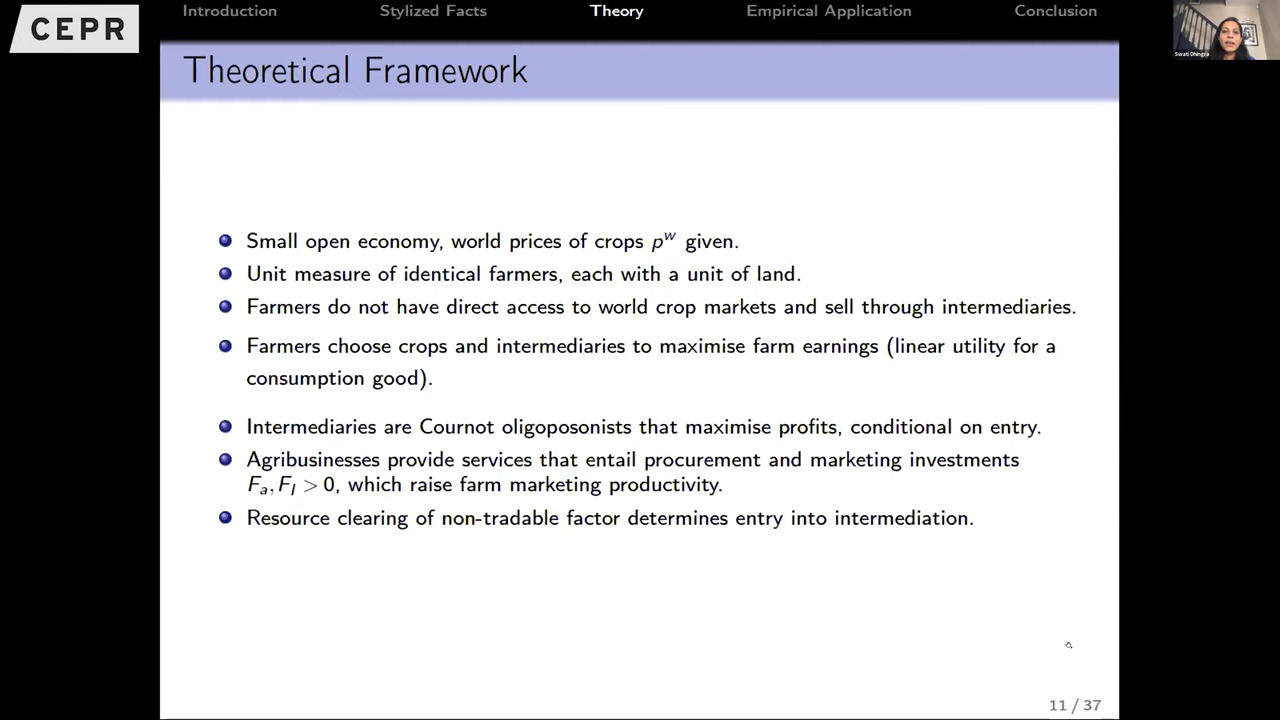 CEPR
Introduction Stylized Facts Theory Empirical Application Conclusion
Swati Dhingra
Theoretical Framework
Small open economy, world prices of crops p^w given.
Unit measure of identical farmers, each with a unit of land.
Farmers do not have direct access to world crop markets and sell through intermediaries.
Farmers choose crops and intermediaries to maximise farm earnings (linear utility for a
consumption good).
Intermediaries are Cournot oligoposonists that maximise profits, conditional on entry.
Agribusinesses provide services that entail procurement and marketing investments
F_a, F_l > 0, which raise farm marketing productivity.
Resource clearing of non-tradable factor determines entry into intermediation.
11 / 37